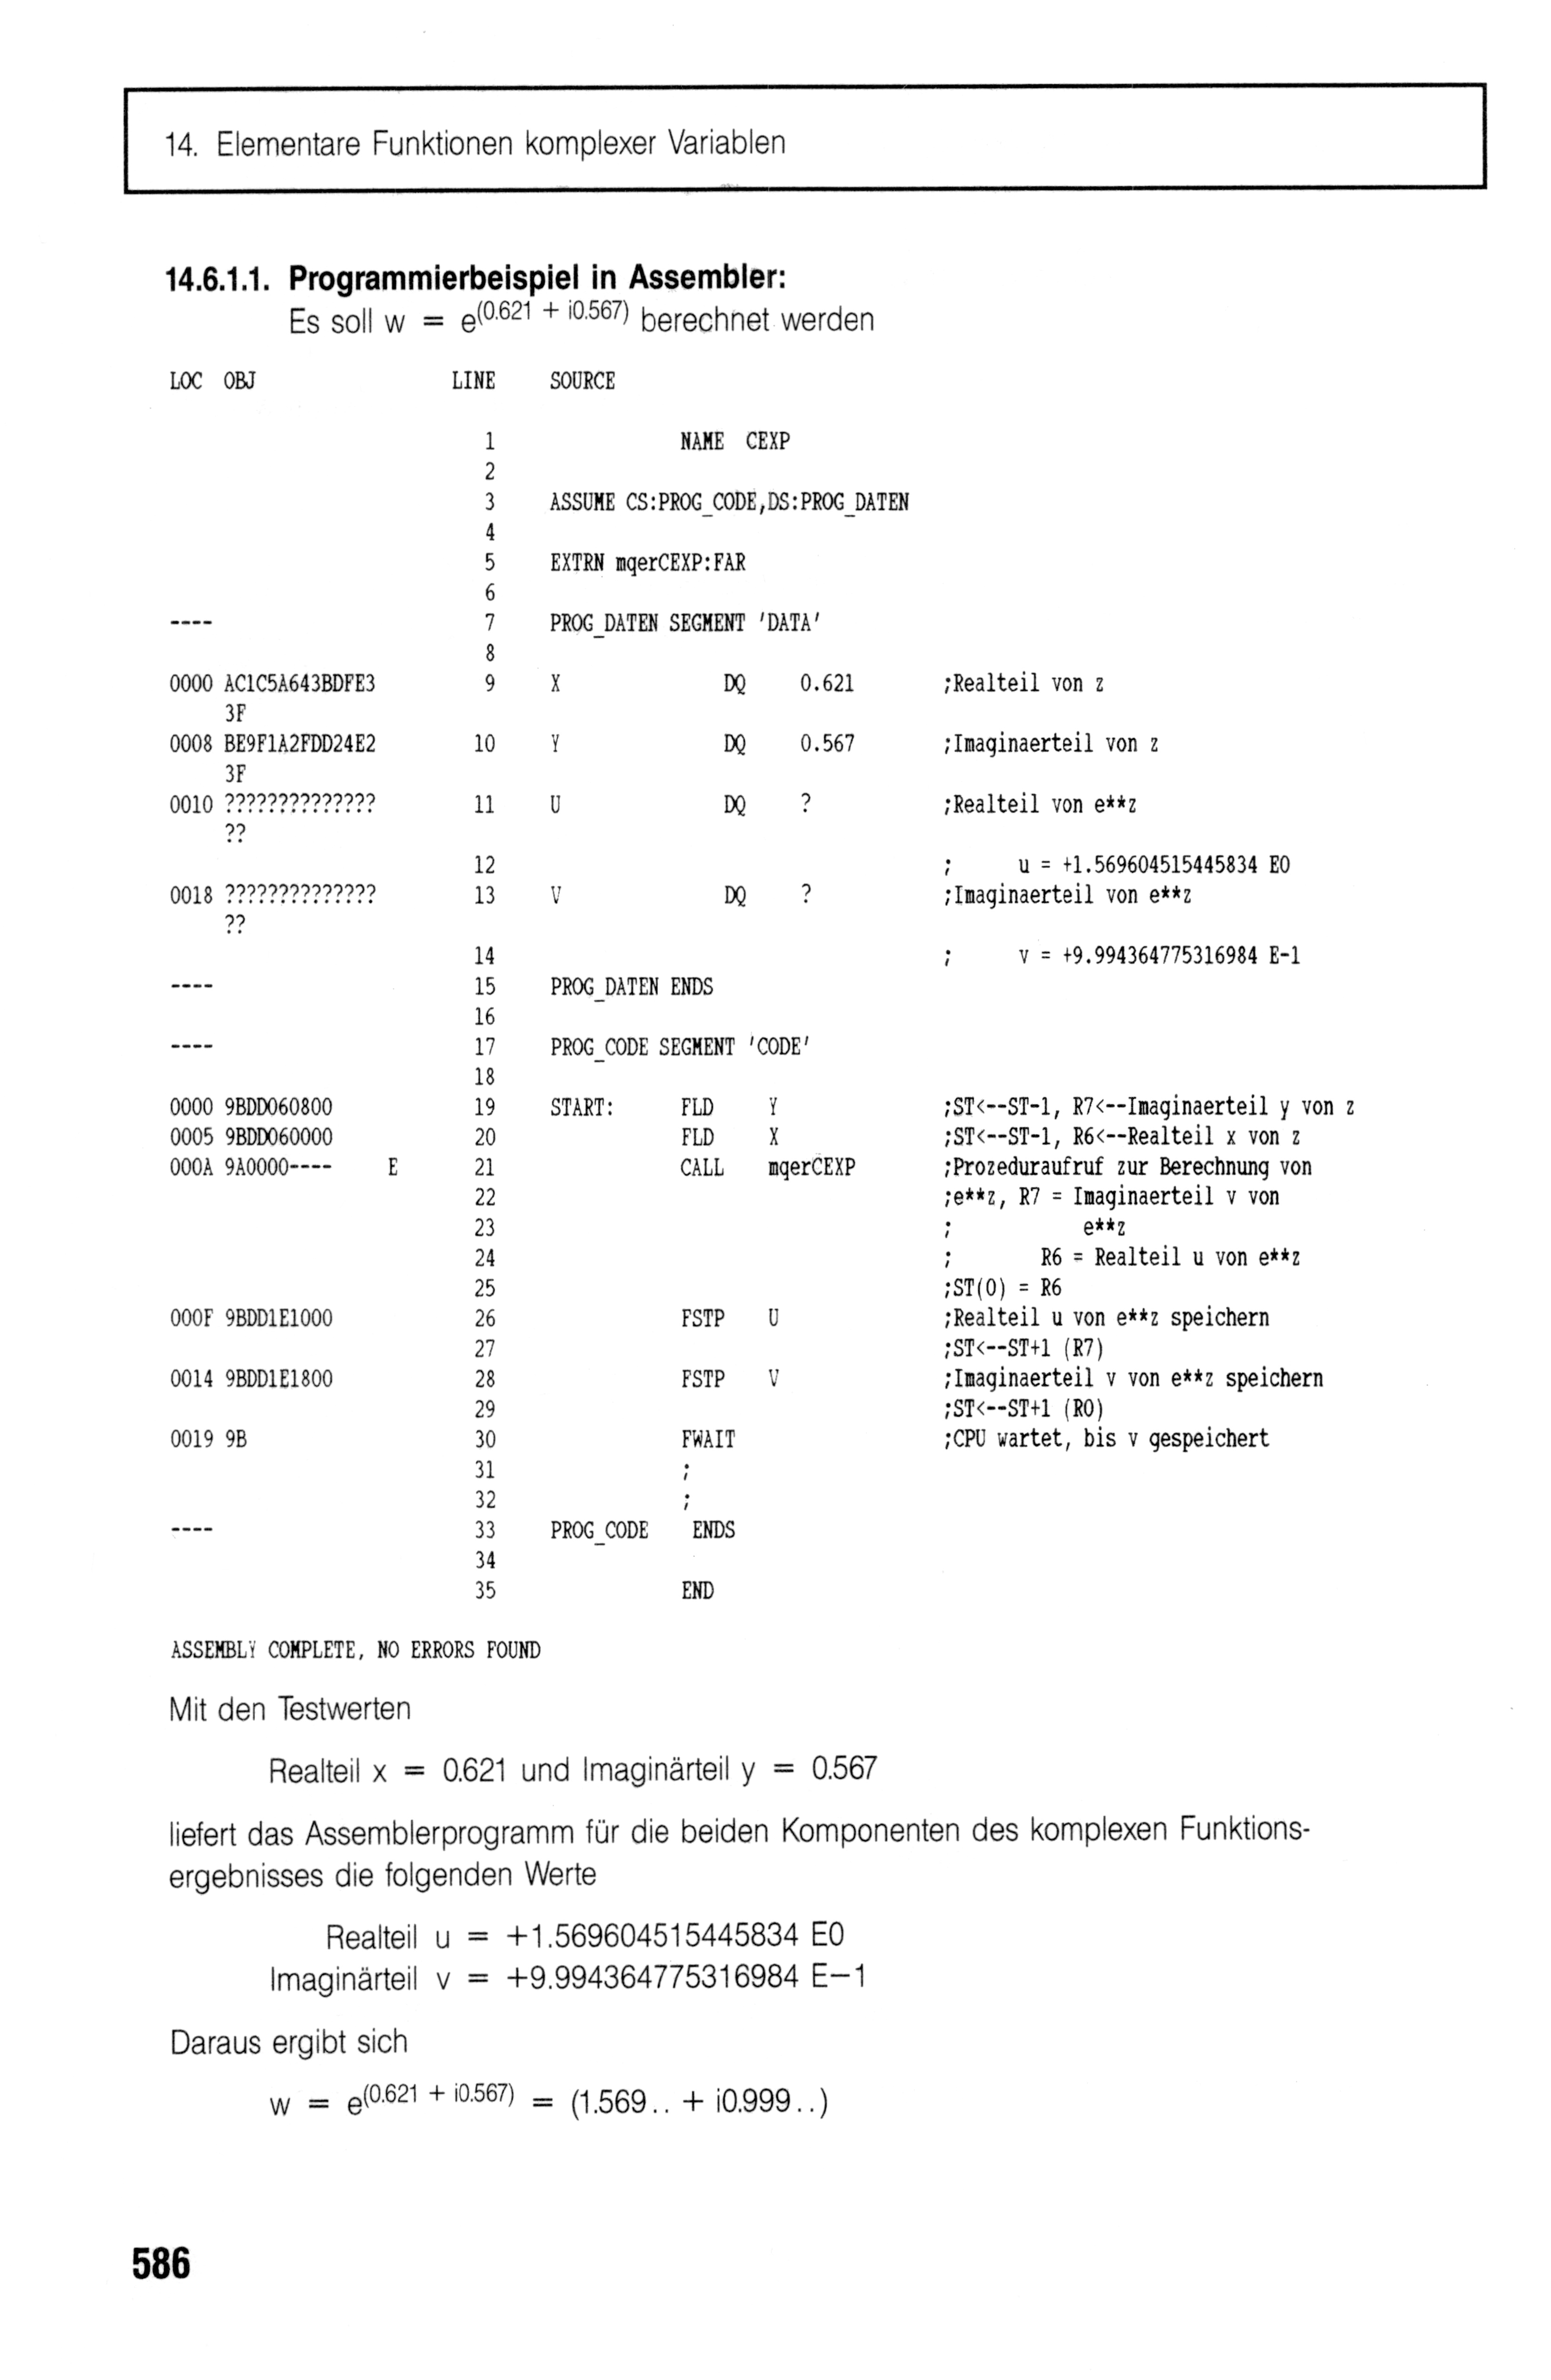 14. Elementare Funktionen komplexer Variablen
14.6.1.1. Programmierbeispiel in Assembler:
Es soll w = e(0.621 + i0.567) berechnet werden
LOC OBJ LINE SOURCE
1 NAME CEXP
2
3 ASSUME CS:PROG_CODE,DS:PROG_DATEN
4
5 EXTRN mqerCEXP:FAR
6
---- 7 PROG_DATEN SEGMENT 'DATA'
8
0000 AC1C5A643BDFE3 9 X DQ 0.621 ;Realteil von z
3F
0008 BE9F1A2FDD24E2 10 Y DQ 0.567 ;Imaginaerteil von z
3F
0010 ?????????????? 11 U DQ ? ;Realteil von e**z
??
12 ; u = +1.569604515445834 E0
0018 ?????????????? 13 V DQ ? ;Imaginaerteil von e**z
??
14 ; v = +9.994364775316984 E-1
---- 15 PROG_DATEN ENDS
16
---- 17 PROG_CODE SEGMENT 'CODE'
18
0000 9BDD060800 19 START: FLD Y ;ST<--ST-1, R7<--Imaginaerteil y von z
0005 9BDD060000 20 FLD X ;ST<--ST-1, R6<--Realteil x von z
000A 9A0000---- E 21 CALL mqerCEXP ;Prozeduraufruf zur Berechnung von
22 ;e**z, R7 = Imaginaerteil v von
23 ; e**z
24 ; R6 = Realteil u von e**z
25 ;ST(0) = R6
000F 9BDD1E1000 26 FSTP U ;Realteil u von e**z speichern
27 ;ST<--ST+1 (R7)
0014 9BDD1E1800 28 FSTP V ;Imaginaerteil v von e**z speichern
29 ;ST<--ST+1 (R0)
0019 9B 30 FWAIT ;CPU wartet, bis v gespeichert
31 ;
32 ;
---- 33 PROG_CODE ENDS
34
35 END
ASSEMBLY COMPLETE, NO ERRORS FOUND
Mit den Testwerten
Realteil x = 0.621 und Imaginärteil y = 0.567
liefert das Assemblerprogramm für die beiden Komponenten des komplexen Funktions-
ergebnisses die folgenden Werte
Realteil u = +1.569604515445834 E0
Imaginärteil v = +9.994364775316984 E−1
Daraus ergibt sich
w = e(0.621 + i0.567) = (1.569.. + i0.999..)
586